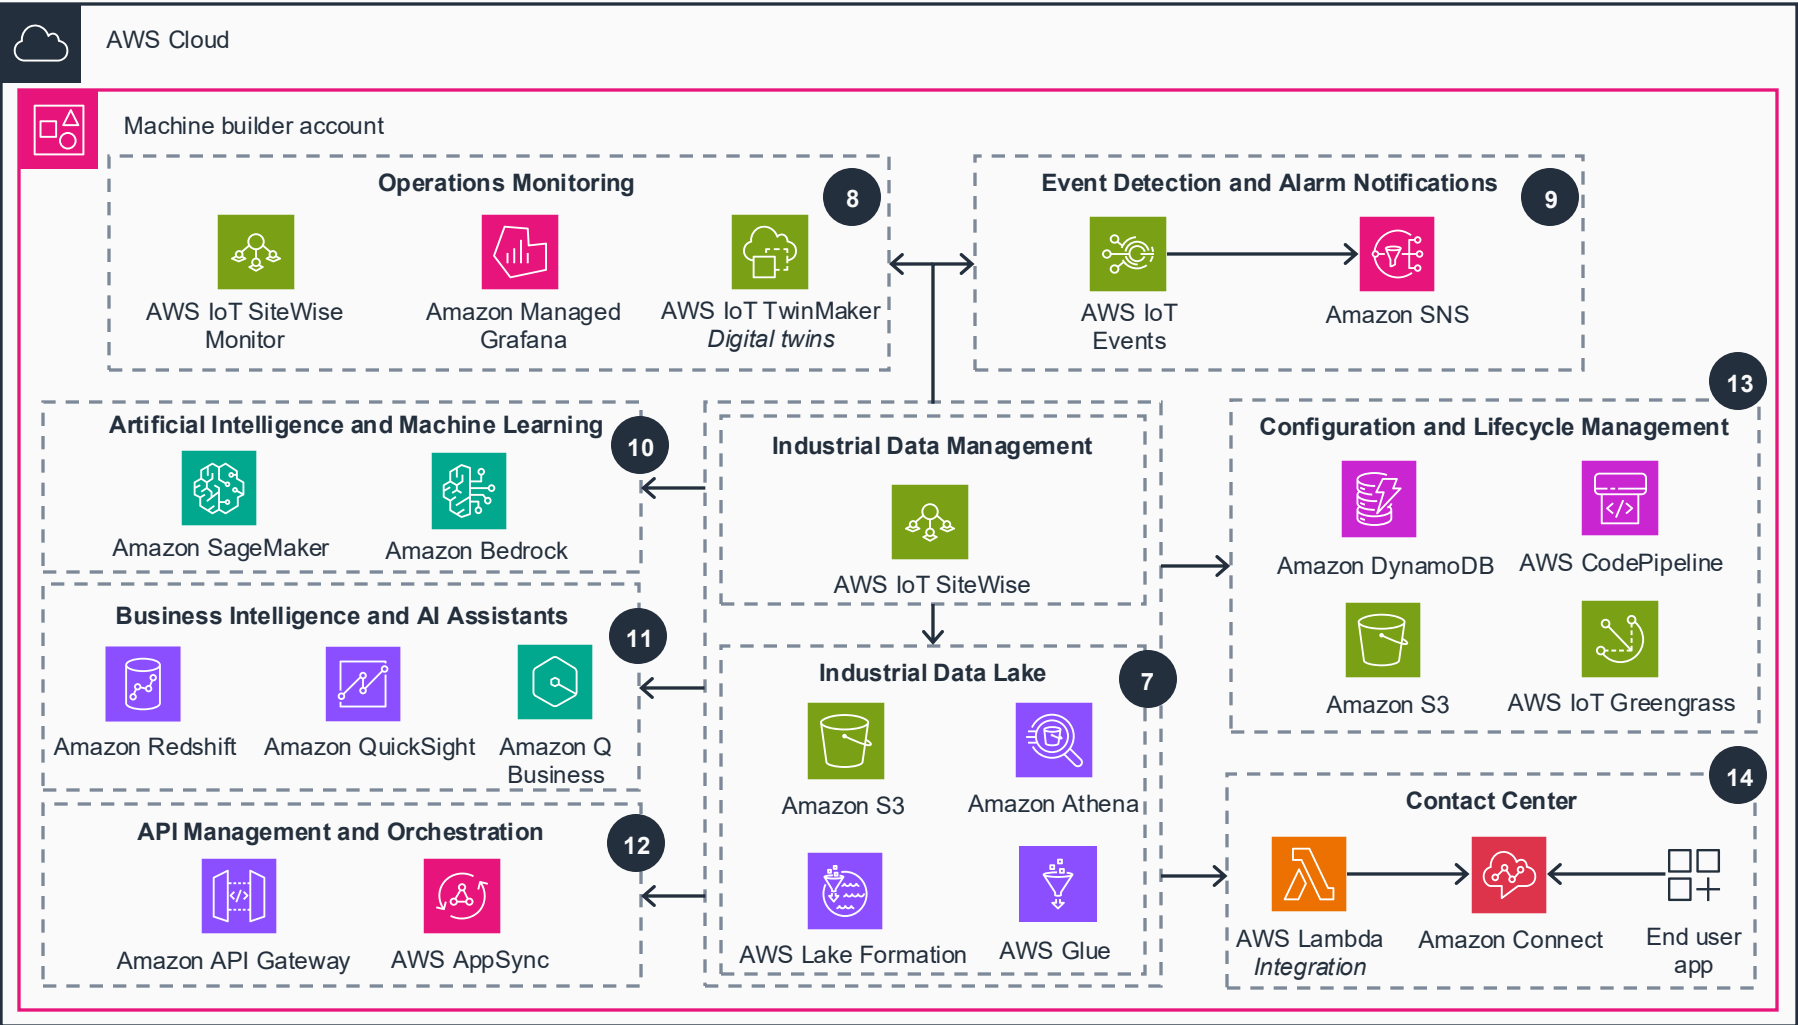 AWS Cloud
Machine builder account
Operations Monitoring
8
AWS IoT SiteWise
Monitor
Amazon Managed
Grafana
AWS IoT TwinMaker
Digital twins
Event Detection and Alarm Notifications
9
AWS IoT
Events
Amazon SNS
Artificial Intelligence and Machine Learning
10
Amazon SageMaker
Amazon Bedrock
Industrial Data Management
AWS IoT SiteWise
13
Configuration and Lifecycle Management
Amazon DynamoDB
AWS CodePipeline
Amazon S3
AWS IoT Greengrass
Business Intelligence and AI Assistants
11
Amazon Redshift
Amazon QuickSight
Amazon Q
Business
Industrial Data Lake
7
Amazon S3
Amazon Athena
AWS Lake Formation
AWS Glue
API Management and Orchestration
12
Amazon API Gateway
AWS AppSync
14
Contact Center
AWS Lambda
Integration
Amazon Connect
End user
app